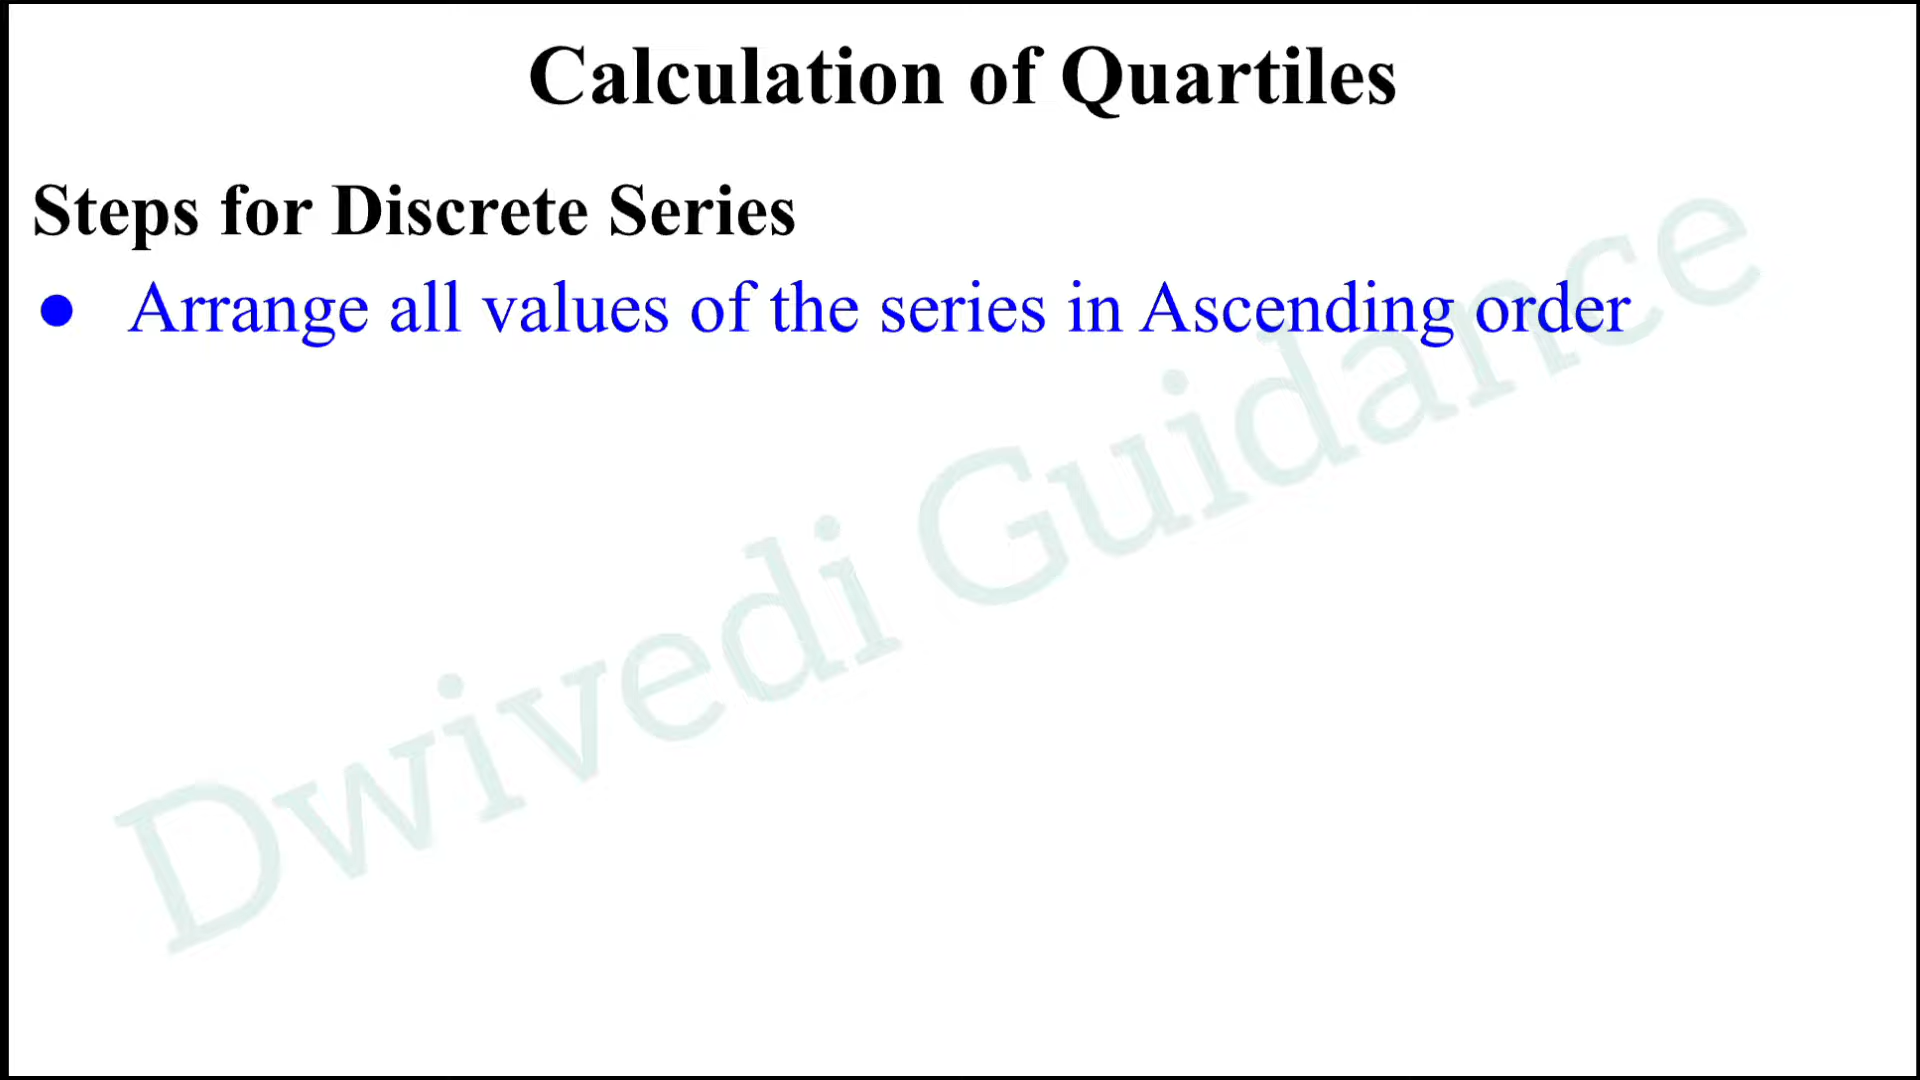 Calculation of Quartiles
Steps for Discrete Series
● Arrange all values of the series in Ascending order
Dwivedi Guidance